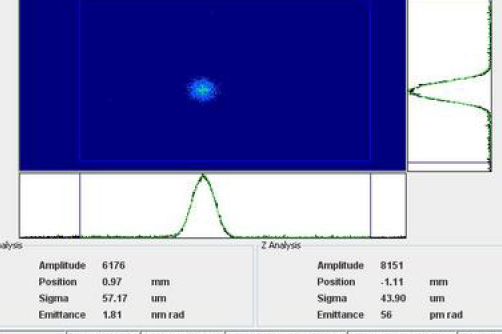 alysis
Z Analysis
Amplitude 6176
Position 0.97 mm
Sigma 57.17 um
Emittance 1.81 nm rad
Amplitude 8151
Position -1.11 mm
Sigma 43.90 um
Emittance 56 pm rad